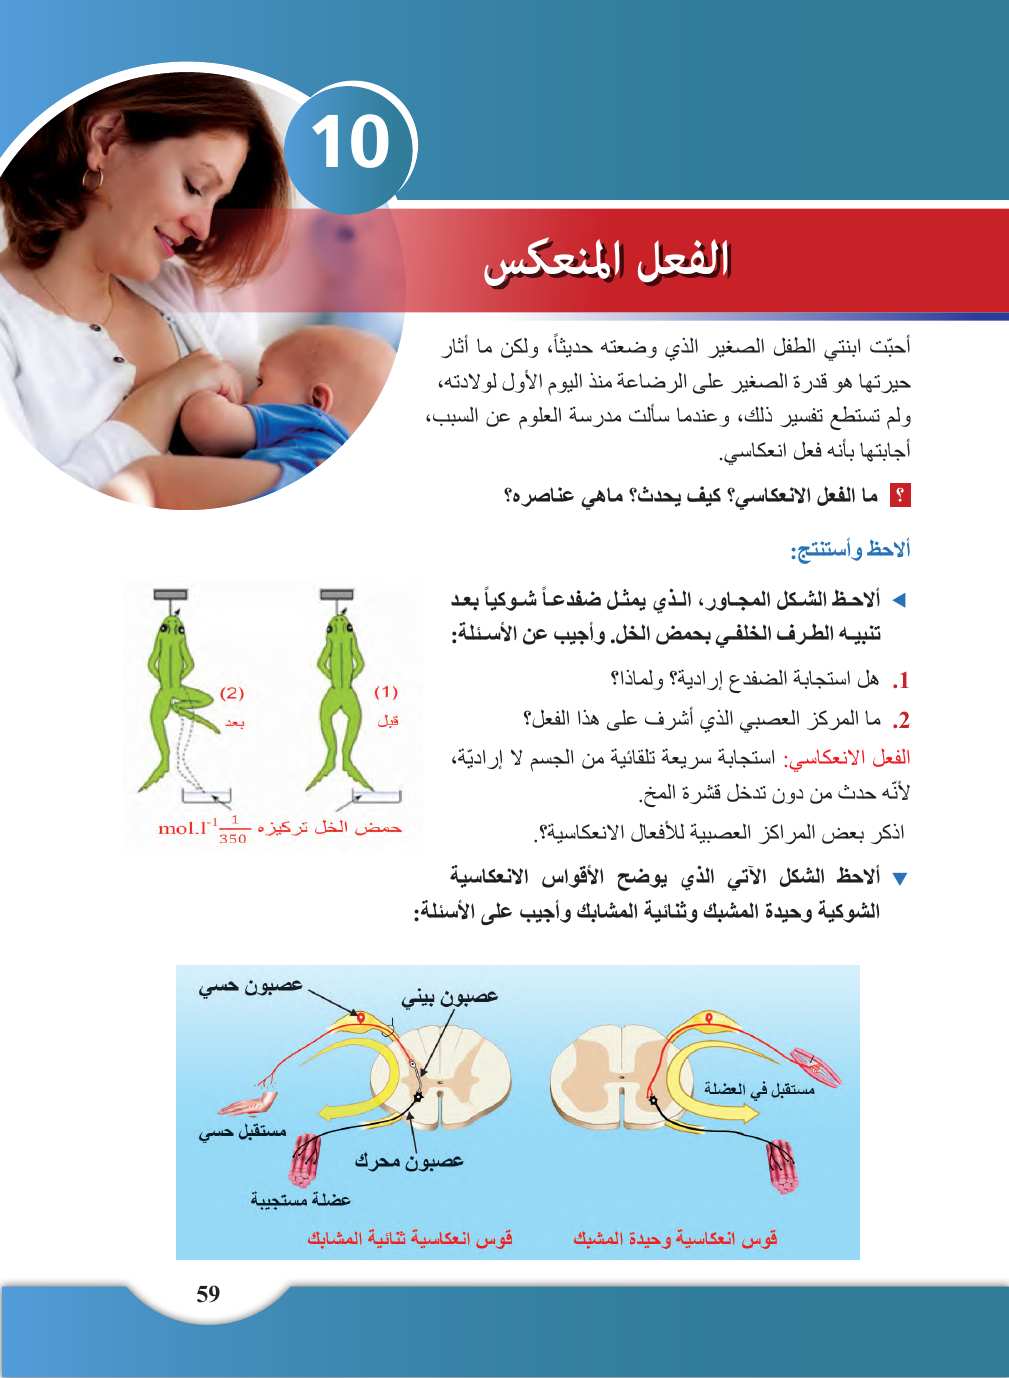 10
الفعل المنعكس
أحبّت ابنتي الطفل الصغير الذي وضعته حديثاً، ولكن ما أثار
حيرتها هو قدرة الصغير على الرضاعة منذ اليوم الأول لولادته،
ولم تستطع تفسير ذلك، وعندما سألت مدرسة العلوم عن السبب،
أجابتها بأنه فعل انعكاسي.
؟ ما الفعل الانعكاسي؟ كيف يحدث؟ ماهي عناصره؟
ألاحظ وأستنتج:
ألاحظ الشكل المجاور، الذي يمثل ضفدعاً شوكياً بعد
تنبيه الطرف الخلفي بحمض الخل. وأجيب عن الأسئلة:
1. هل استجابة الضفدع إرادية؟ ولماذا؟
2. ما المركز العصبي الذي أشرف على هذا الفعل؟
الفعل الانعكاسي: استجابة سريعة تلقائية من الجسم لا إراديّة،
لأنّه حدث من دون تدخل قشرة المخ.
اذكر بعض المراكز العصبية للأفعال الانعكاسية؟.
(1)
قبل
(2)
بعد
حمض الخل تركيزه 1/350 mol.l⁻¹
ألاحظ الشكل الآتي الذي يوضح الأقواس الانعكاسية
الشوكية وحيدة المشبك وثنائية المشابك وأجيب على الأسئلة:
مستقبل في العضلة
قوس انعكاسية وحيدة المشبك
عصبون حسي
عصبون بيني
مستقبل حسي
عصبون محرك
عضلة مستجيبة
قوس انعكاسية ثنائية المشابك
59